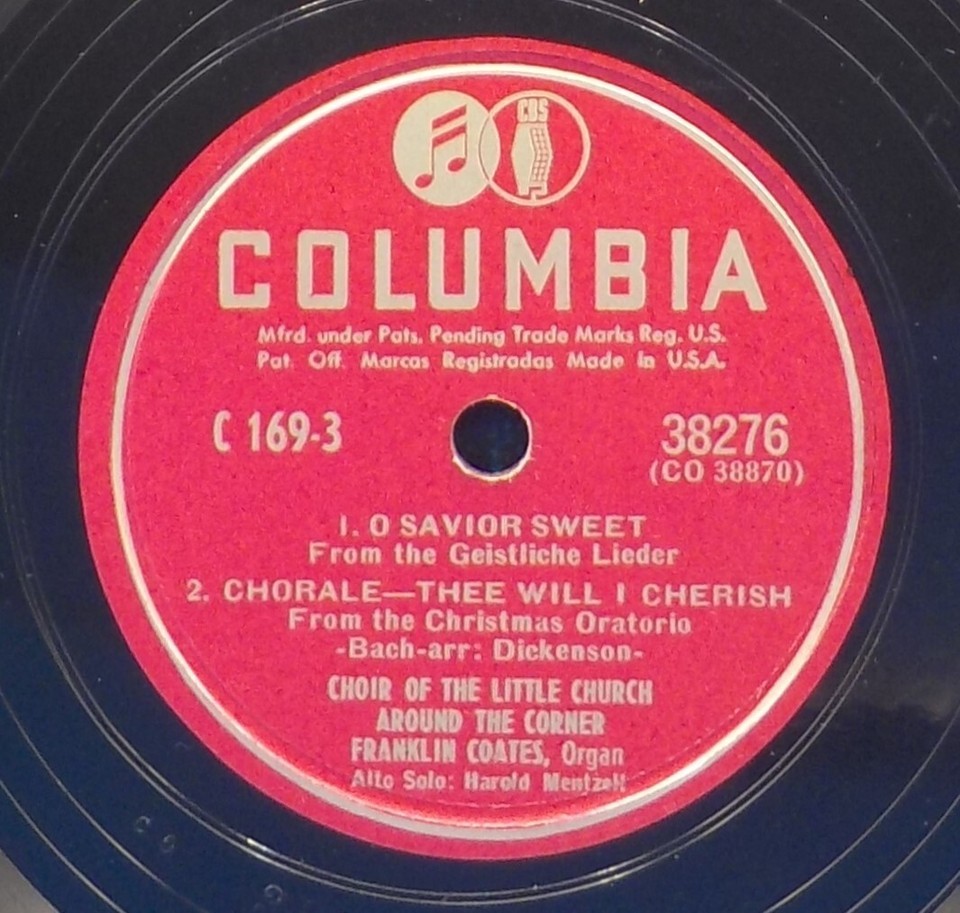 CBS
COLUMBIA
Mfrd. under Pats. Pending Trade Marks Reg. U.S.
Pat. Off. Marcas Registradas Made in U.S.A.
C 169-3
38276
(CO 38870)
1. O SAVIOR SWEET
From the Geistliche Lieder
2. CHORALE—THEE WILL I CHERISH
From the Christmas Oratorio
-Bach-arr: Dickenson-
CHOIR OF THE LITTLE CHURCH
AROUND THE CORNER
FRANKLIN COATES, Organ
Alto Solo: Harold